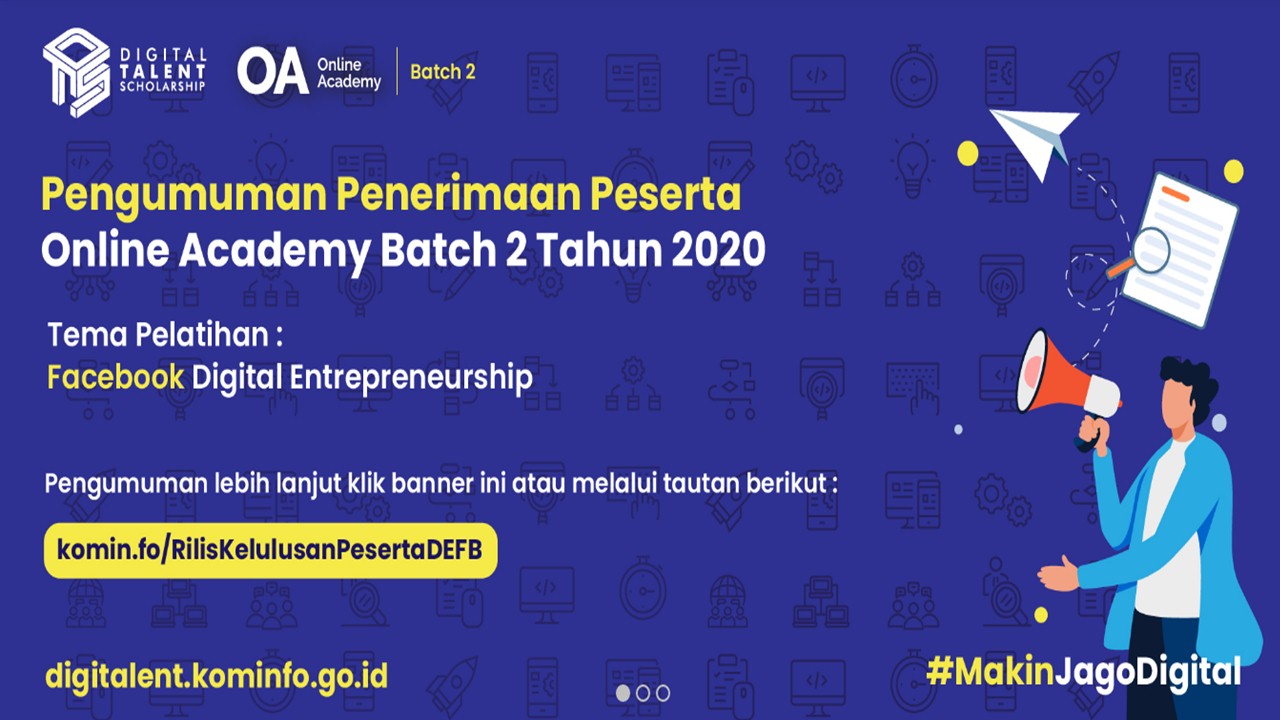 DIGITAL
TALENT
SCHOLARSHIP
OA Online
Academy
Batch 2
Pengumuman Penerimaan Peserta
Online Academy Batch 2 Tahun 2020
Tema Pelatihan :
Facebook Digital Entrepreneurship
Pengumuman lebih lanjut klik banner ini atau melalui tautan berikut :
komin.fo/RilisKelulusanPesertaDEFB
digitalent.kominfo.go.id
#MakinJagoDigital